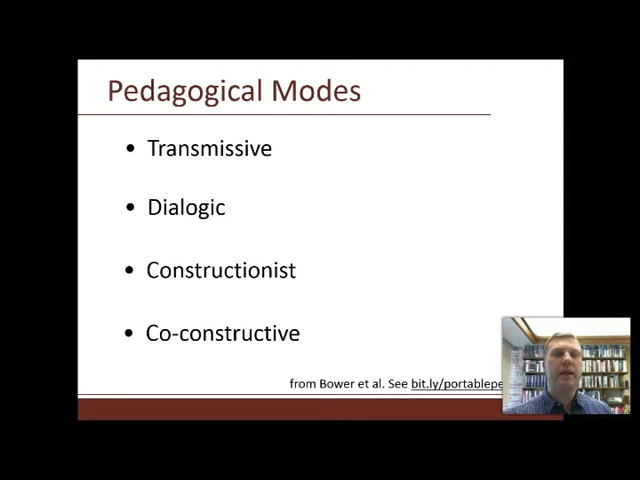 Pedagogical Modes
• Transmissive
• Dialogic
• Constructionist
• Co-constructive
from Bower et al. See bit.ly/portablepe